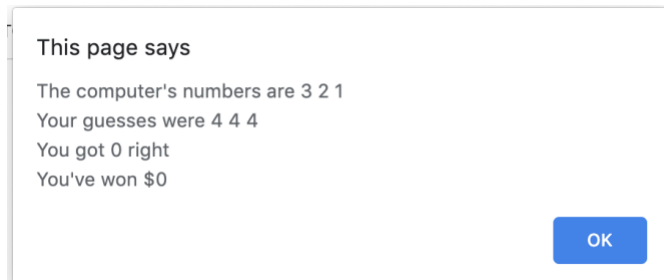 This page says
The computer's numbers are 3 2 1
Your guesses were 4 4 4
You got 0 right
You've won $0
OK